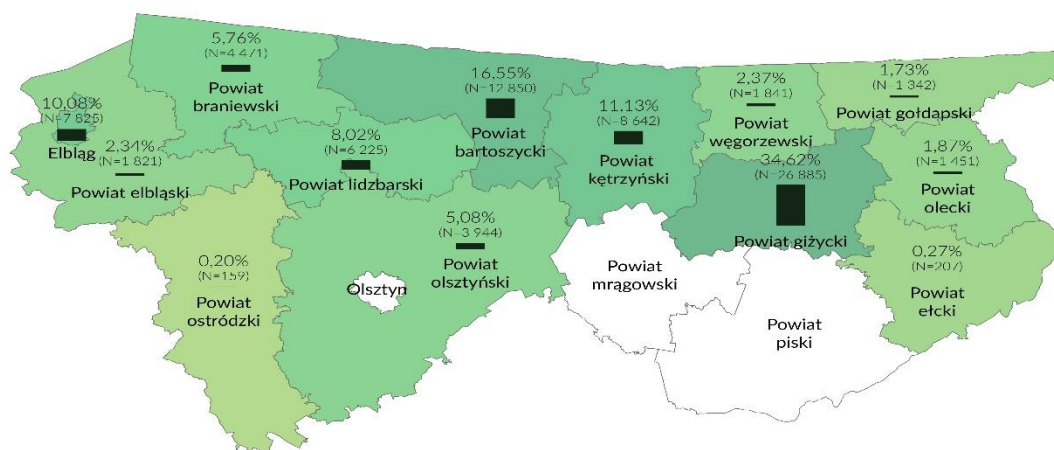 5,76%
(N=4 471)
Powiat
braniewski
16,55%
(N=12 850)
Powiat
bartoszycki
2,37%
(N=1 841)
Powiat
węgorzewski
1,73%
(N=1 342)
Powiat gołdapski
10,08%
(N=7 825)
Elbląg
11,13%
(N=8 642)
Powiat
kętrzyński
2,34%
(N=1 821)
Powiat elbląski
8,02%
(N=6 225)
Powiat lidzbarski
34,62%
(N=26 885)
Powiat giżycki
1,87%
(N=1 451)
Powiat
olecki
5,08%
(N=3 944)
Powiat
olsztyński
0,20%
(N=159)
Powiat
ostródzki
Olsztyn
Powiat
mrągowski
0,27%
(N=207)
Powiat
ełcki
Powiat
piski